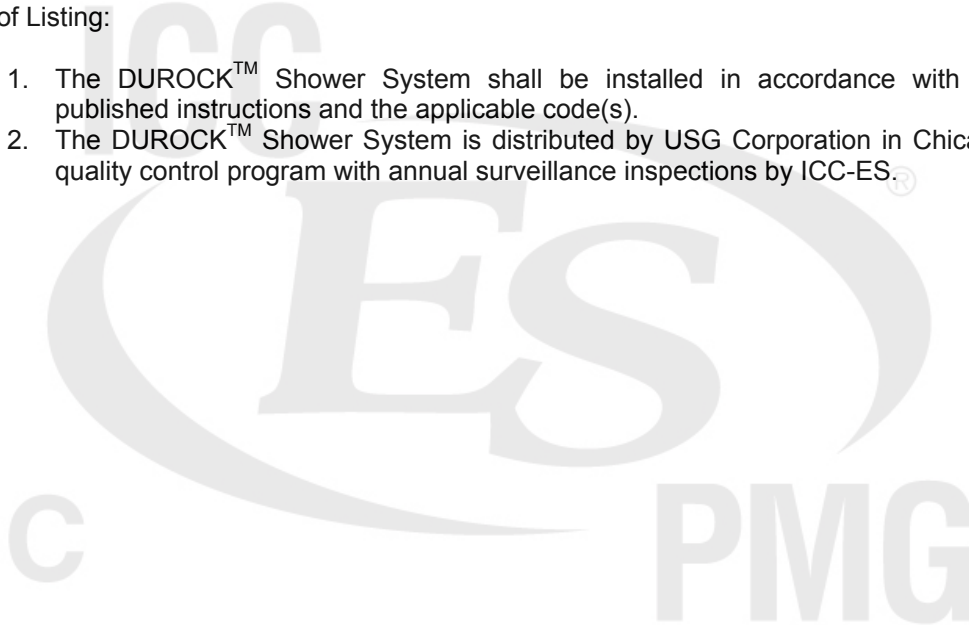 of Listing:
1. The DUROCK™ Shower System shall be installed in accordance with
published instructions and the applicable code(s).
2. The DUROCK™ Shower System is distributed by USG Corporation in
quality control program with annual surveillance inspections by ICC-ES.
ICC
ES
®
C
PMG